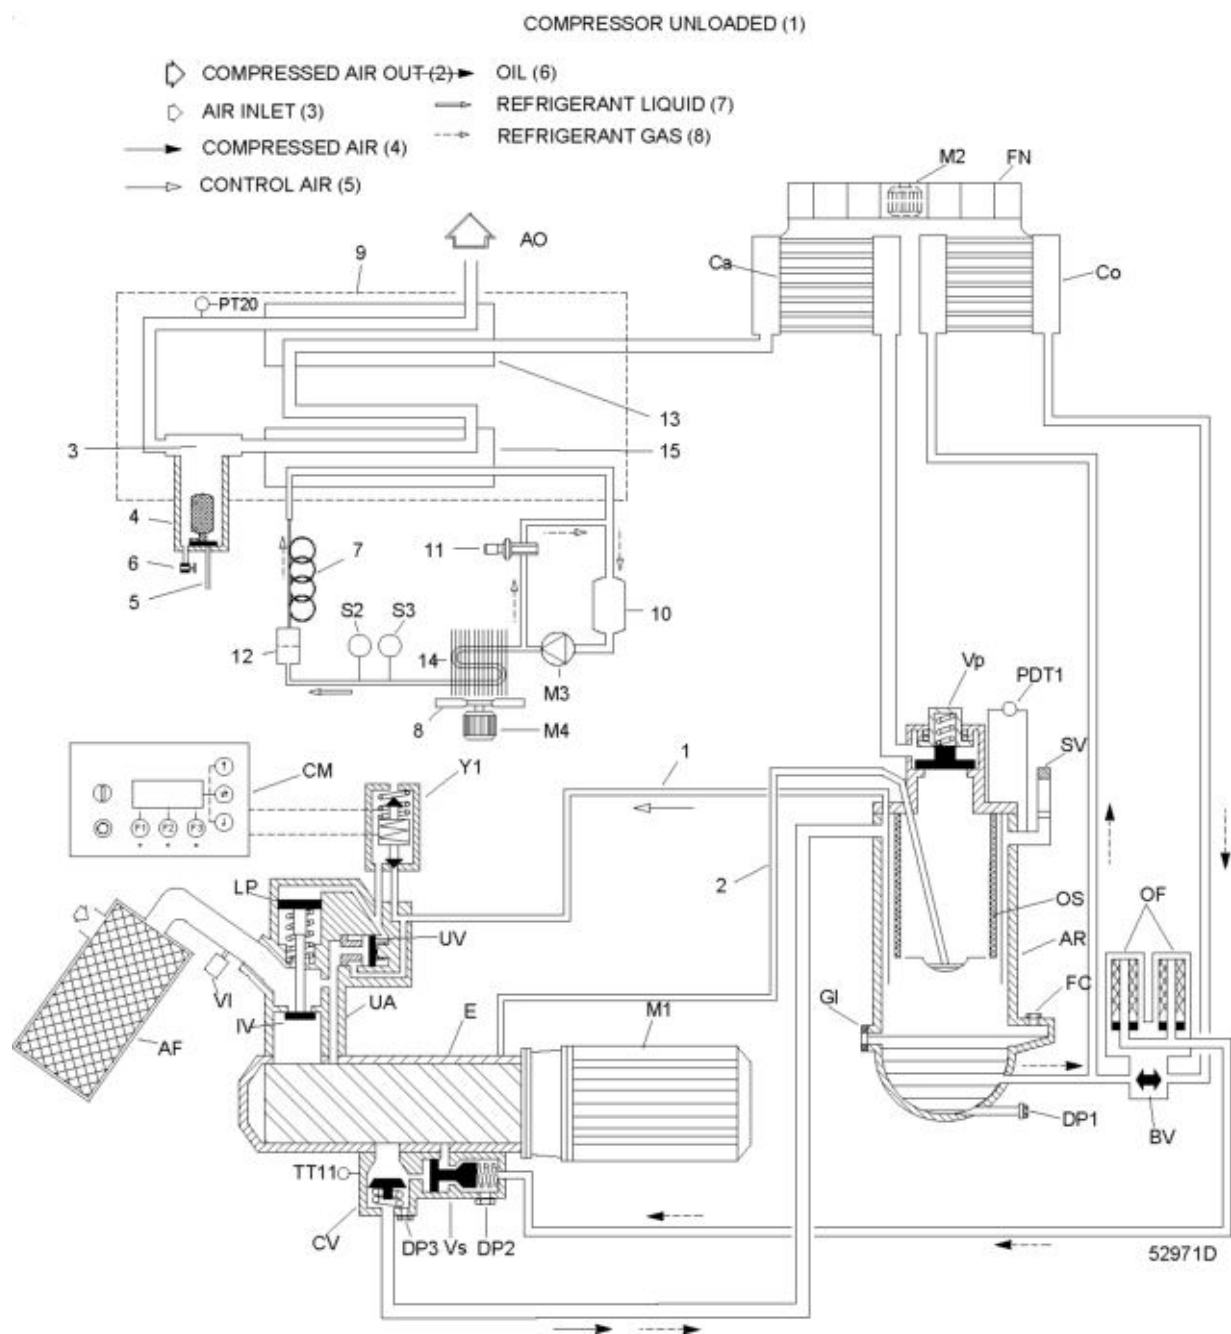 COMPRESSOR UNLOADED (1)
COMPRESSED AIR OUT (2)
OIL (6)
AIR INLET (3)
REFRIGERANT LIQUID (7)
REFRIGERANT GAS (8)
COMPRESSED AIR (4)
CONTROL AIR (5)
M2
FN
AO
9
Ca
Co
PT20
13
3
15
4
11
7
6
5
S2
S3
10
12
14
M3
8
M4
Vp
PDT1
SV
CM
Y1
1
F1
F2
F3
2
LP
OS
OF
UV
AR
VI
UA
E
M1
GI
FC
IV
AF
DP1
BV
TT11
CV
DP3
Vs
DP2
52971D